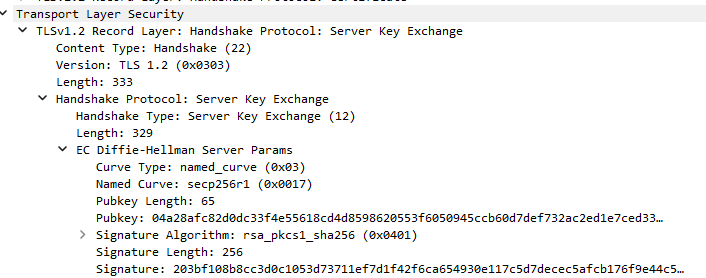 Transport Layer Security
TLSv1.2 Record Layer: Handshake Protocol: Server Key Exchange
Content Type: Handshake (22)
Version: TLS 1.2 (0x0303)
Length: 333
Handshake Protocol: Server Key Exchange
Handshake Type: Server Key Exchange (12)
Length: 329
EC Diffie-Hellman Server Params
Curve Type: named_curve (0x03)
Named Curve: secp256r1 (0x0017)
Pubkey Length: 65
Pubkey: 04a28afc82d0dc33f4e55618cd4d8598620553f6050945ccb60d7def732ac2ed1e7ced33…
Signature Algorithm: rsa_pkcs1_sha256 (0x0401)
Signature Length: 256
Signature: 203bf108b8cc3d0c1053d73711ef7d1f42f6ca654930e117c5d7decec5afcb176f9e44c5…